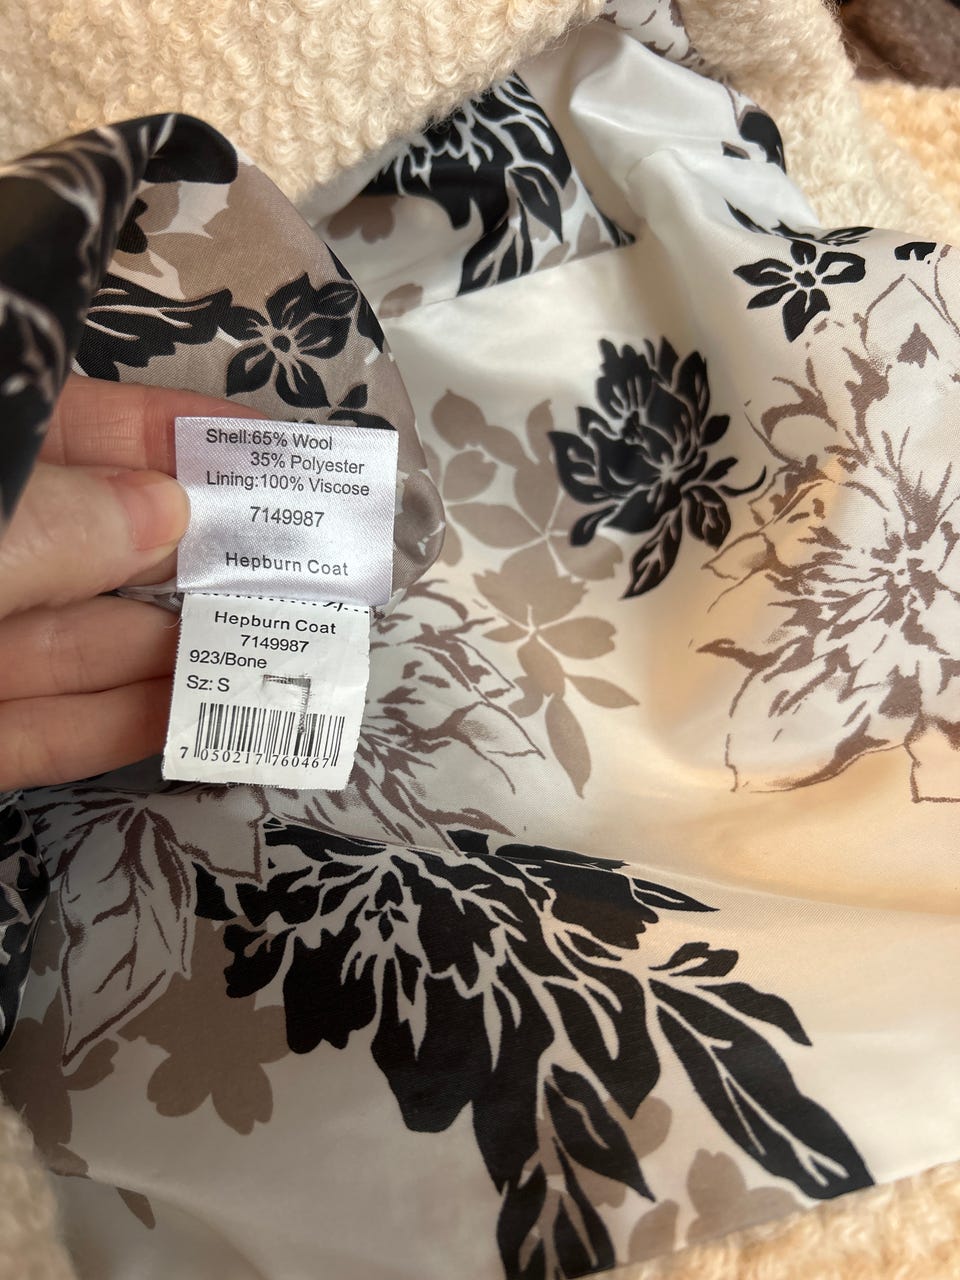 Shell:65% Wool
35% Polyester
Lining:100% Viscose
7149987
Hepburn Coat
Hepburn Coat
7149987
923/Bone
Sz: S
7 050217 760467